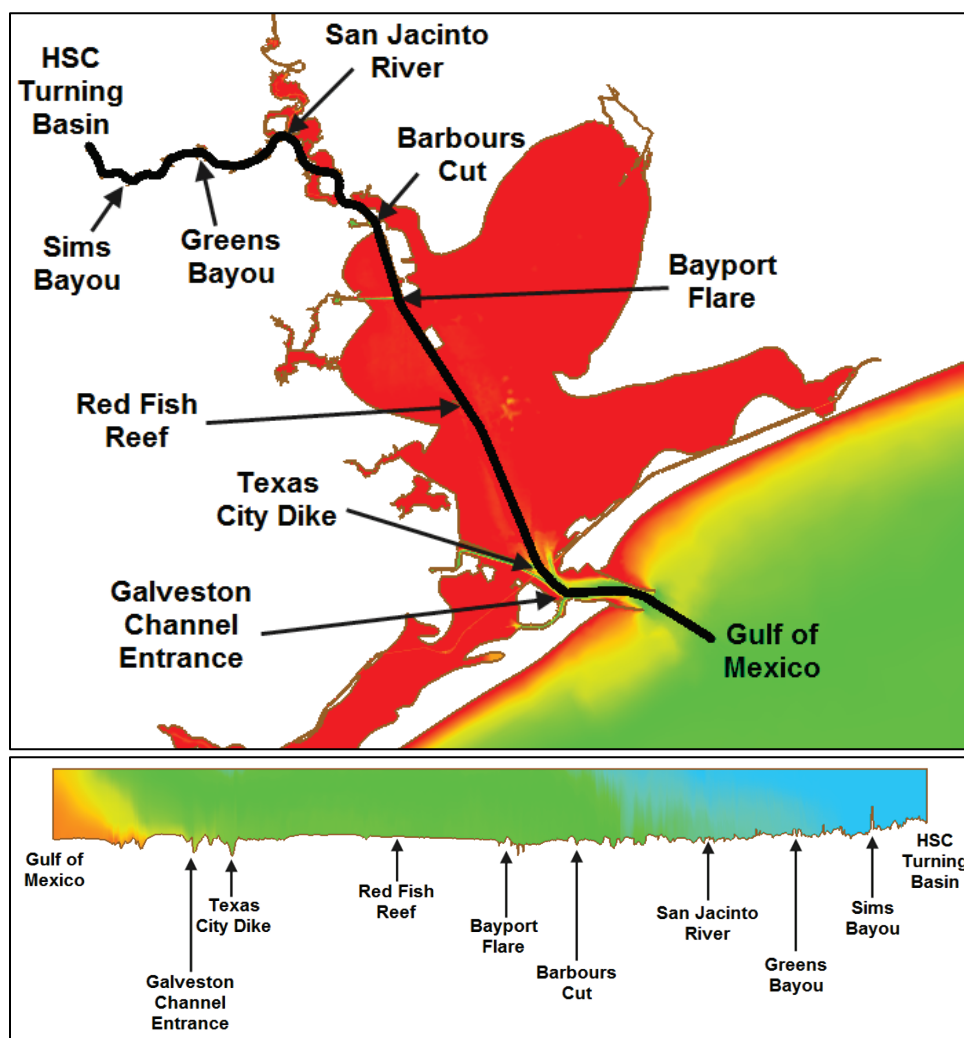 HSC
Turning
Basin
San Jacinto
River
Barbours
Cut
Sims
Bayou
Greens
Bayou
Bayport
Flare
Red Fish
Reef
Texas
City Dike
Galveston
Channel
Entrance
Gulf of
Mexico
Gulf of
Mexico
Galveston
Channel
Entrance
Texas
City Dike
Red Fish
Reef
Bayport
Flare
Barbours
Cut
San Jacinto
River
Greens
Bayou
Sims
Bayou
HSC
Turning
Basin